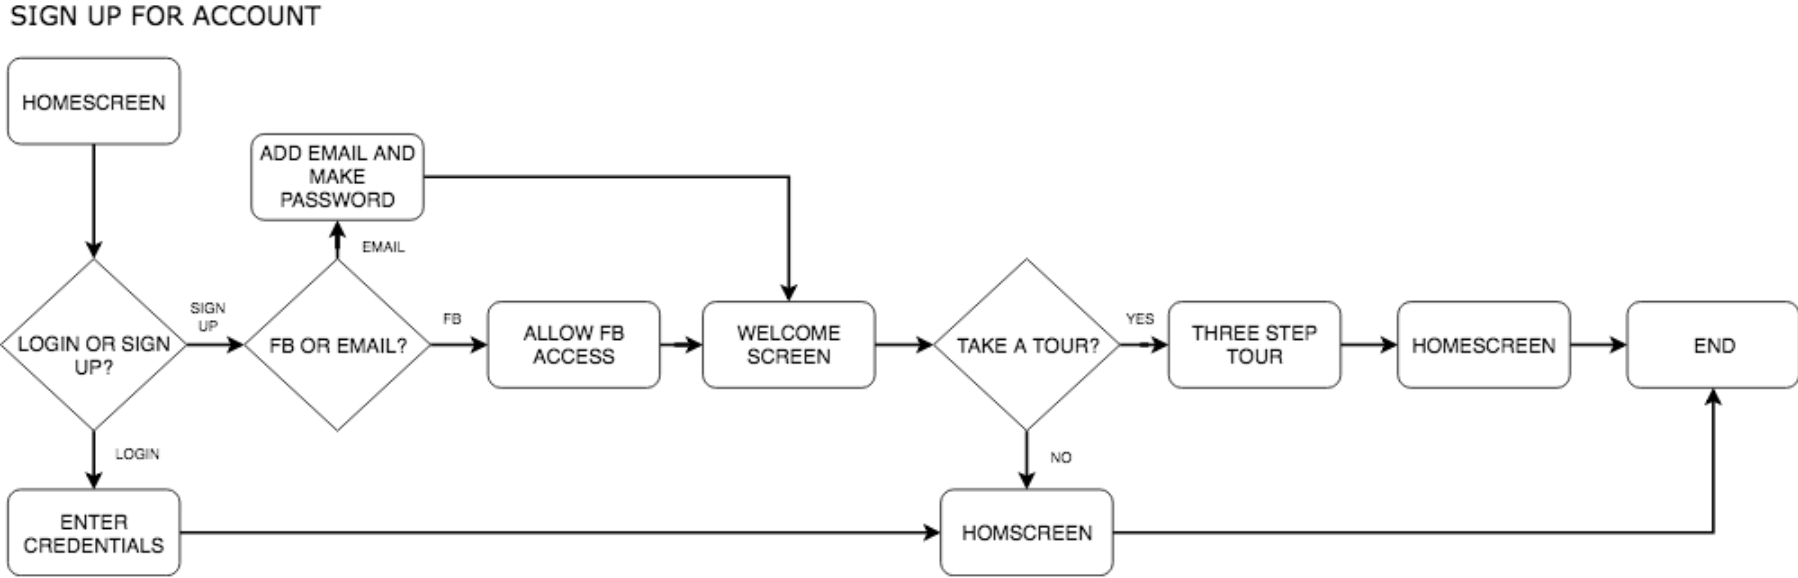 SIGN UP FOR ACCOUNT
HOMESCREEN
ADD EMAIL AND
MAKE
PASSWORD
EMAIL
LOGIN OR SIGN
UP?
SIGN
UP
FB OR EMAIL?
FB
ALLOW FB
ACCESS
WELCOME
SCREEN
TAKE A TOUR?
YES
THREE STEP
TOUR
HOMESCREEN
END
LOGIN
NO
ENTER
CREDENTIALS
HOMSCREEN